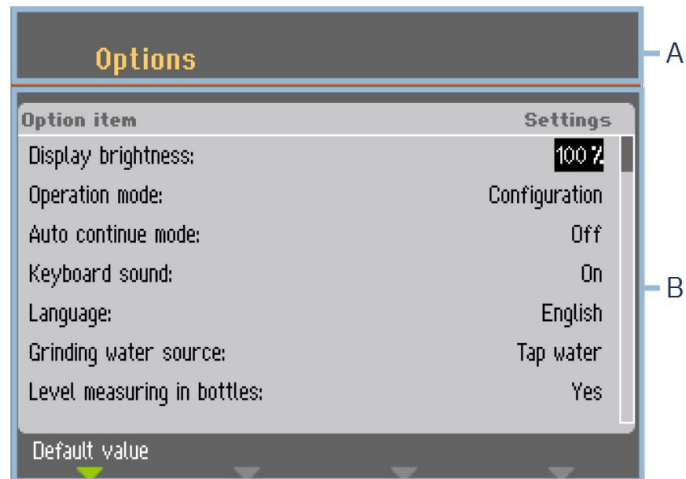 Options
A
Option item Settings
Display brightness: 100 %
Operation mode: Configuration
Auto continue mode: Off
Keyboard sound: On
Language: English
B
Grinding water source: Tap water
Level measuring in bottles: Yes
Default value